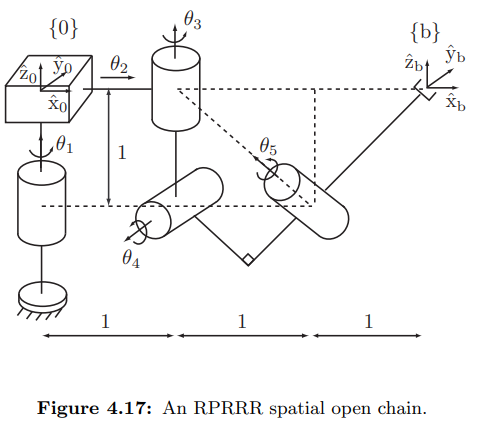 {0}
θ3
{b}
ẑ0
ŷ0
θ2
ẑb
ŷb
x̂0
x̂b
θ1
1
θ5
θ4
1
1
1
Figure 4.17: An RPRRR spatial open chain.